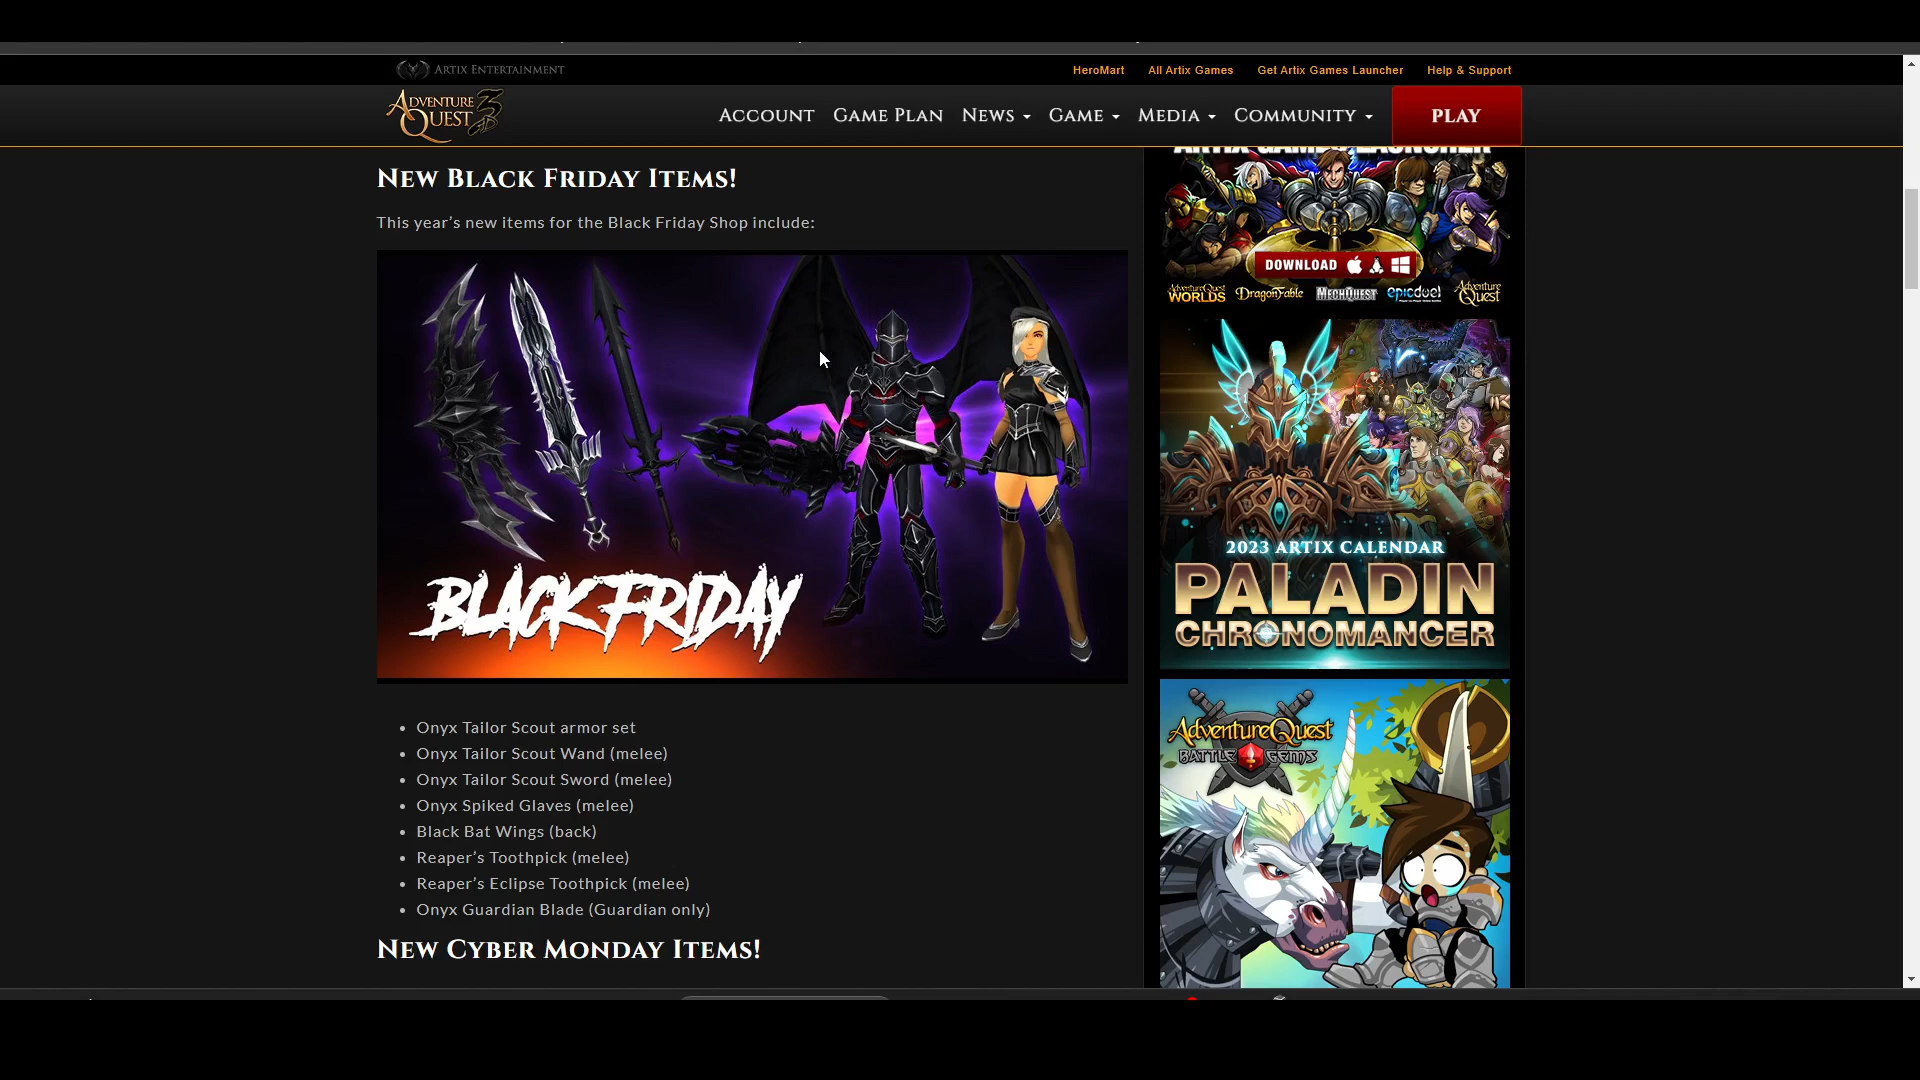 ARTIX ENTERTAINMENT
HeroMart All Artix Games Get Artix Games Launcher Help & Support
ADVENTURE QUEST 3D
ACCOUNT GAME PLAN NEWS GAME MEDIA COMMUNITY PLAY
NEW BLACK FRIDAY ITEMS!
This year’s new items for the Black Friday Shop include:
BLACK FRIDAY
Onyx Tailor Scout armor set
Onyx Tailor Scout Wand (melee)
Onyx Tailor Scout Sword (melee)
Onyx Spiked Glaves (melee)
Black Bat Wings (back)
Reaper’s Toothpick (melee)
Reaper’s Eclipse Toothpick (melee)
Onyx Guardian Blade (Guardian only)
NEW CYBER MONDAY ITEMS!
ARTIX GAMES LAUNCHER
DOWNLOAD
AdventureQuest WORLDS DragonFable MECHQUEST epicduel AdventureQuest
2023 ARTIX CALENDAR
PALADIN
CHRONOMANCER
AdventureQuest
BATTLE GEMS